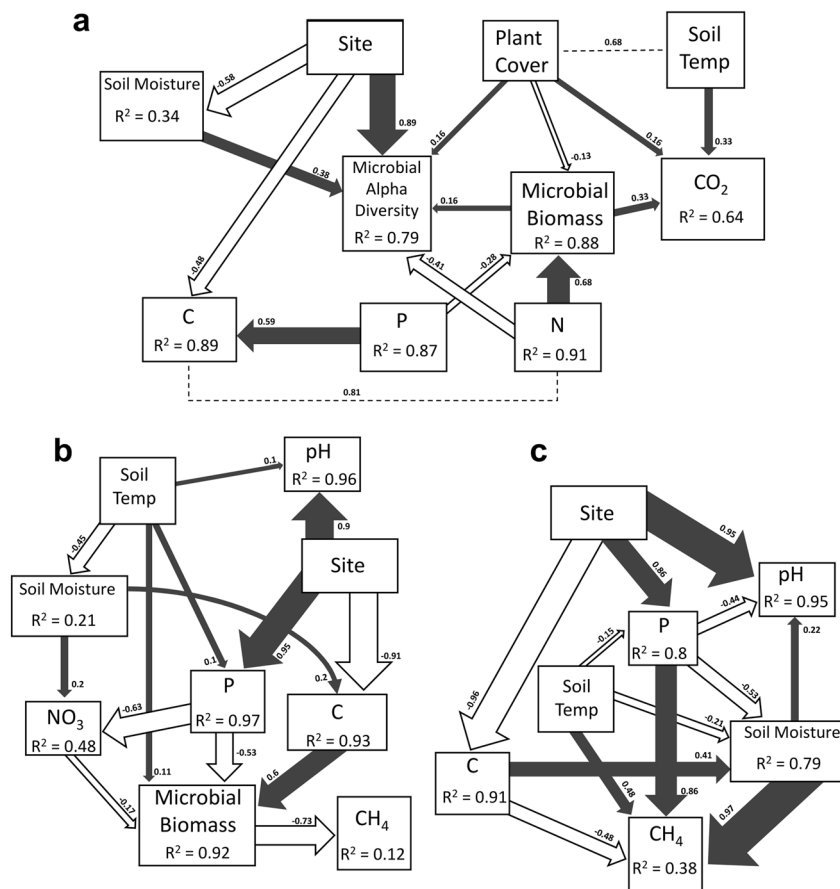 a
Site
Plant
Cover
Soil
Temp
0.68
Soil Moisture
R² = 0.34
-0.58
0.89
0.16
-0.13
0.16
0.33
0.38
Microbial
Alpha
Diversity
R² = 0.79
0.16
Microbial
Biomass
R² = 0.88
0.33
CO₂
R² = 0.64
-0.48
-0.41
-0.28
0.68
C
R² = 0.89
0.59
P
R² = 0.87
N
R² = 0.91
0.81
b
Soil
Temp
0.1
pH
R² = 0.96
0.9
Site
-0.45
Soil Moisture
R² = 0.21
0.95
-0.91
0.2
0.1
0.2
NO₃
R² = 0.48
-0.63
P
R² = 0.97
C
R² = 0.93
-0.53
0.11
0.6
-0.17
Microbial
Biomass
R² = 0.92
-0.73
CH₄
R² = 0.12
c
Site
0.95
0.86
pH
R² = 0.95
-0.44
P
R² = 0.8
-0.15
0.22
-0.96
Soil
Temp
-0.53
-0.21
Soil Moisture
R² = 0.79
C
R² = 0.91
0.41
0.48
0.86
0.97
-0.48
CH₄
R² = 0.38